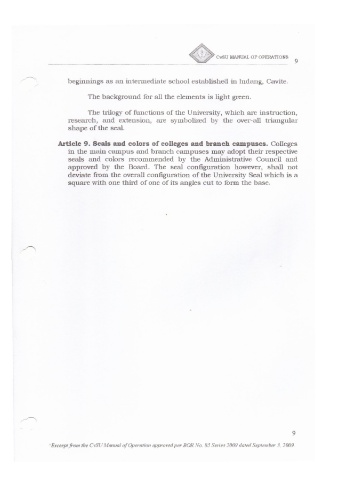 CvSU MANUAL OF OPERATIONS 9
beginnings as an intermediate school established in Indang, Cavite.
The background for all the elements is light green.
The trilogy of functions of the University, which are instruction,
research, and extension, are symbolized by the over-all triangular
shape of the seal.
Article 9. Seals and colors of colleges and branch campuses. Colleges
in the main campus and branch campuses may adopt their respective
seals and colors recommended by the Administrative Council and
approved by the Board. The seal configuration however, shall not
deviate from the overall configuration of the University Seal which is a
square with one third of one of its angles cut to form the base.
9
Excerpt from the CvSU Manual of Operation approved per BOR No. 50 Series 2009 dated September 1, 2009